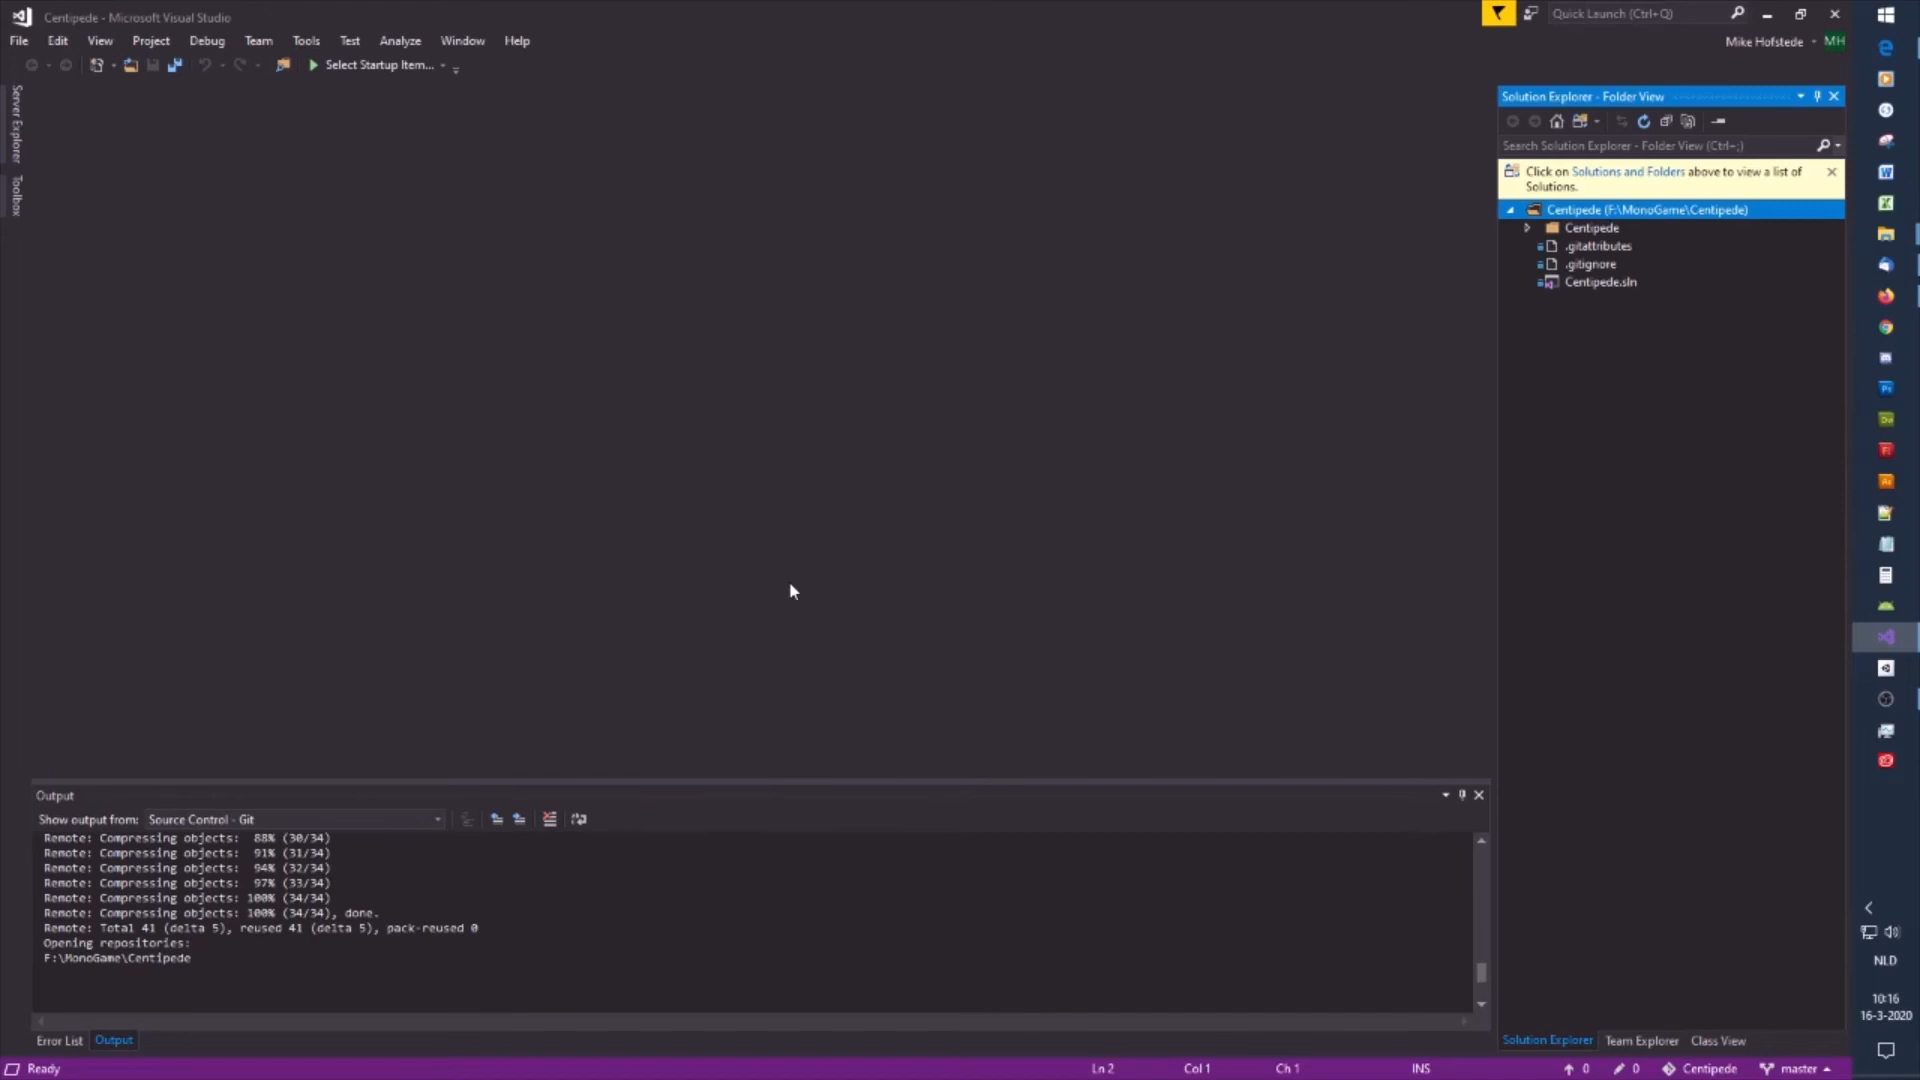 Centipede - Microsoft Visual Studio
Quick Launch (Ctrl+Q)
File Edit View Project Debug Team Tools Test Analyze Window Help
Mike Hofstede MH
Select Startup Item...
Server Explorer
Toolbox
Solution Explorer - Folder View
Search Solution Explorer - Folder View (Ctrl+;)
Click on Solutions and Folders above to view a list of
Solutions.
Centipede (F:\MonoGame\Centipede)
Centipede
.gitattributes
.gitignore
Centipede.sln
Output
Show output from: Source Control - Git
Remote: Compressing objects: 88% (30/34)
Remote: Compressing objects: 91% (31/34)
Remote: Compressing objects: 94% (32/34)
Remote: Compressing objects: 97% (33/34)
Remote: Compressing objects: 100% (34/34)
Remote: Compressing objects: 100% (34/34), done.
Remote: Total 41 (delta 5), reused 41 (delta 5), pack-reused 0
Opening repositories:
F:\MonoGame\Centipede
Error List Output
Solution Explorer Team Explorer Class View
Ready Ln 2 Col 1 Ch 1 INS 0 0 Centipede master
NLD
10:16
16-3-2020